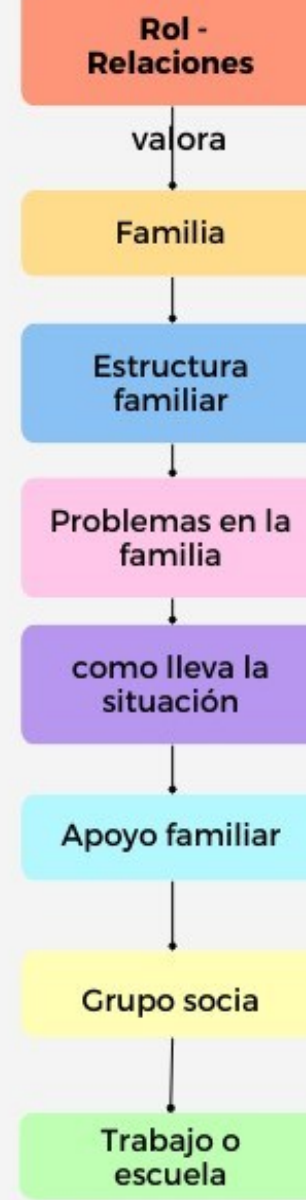 Rol -
Relaciones
valora
Familia
Estructura
familiar
Problemas en la
familia
como lleva la
situación
Apoyo familiar
Grupo socia
Trabajo o
escuela